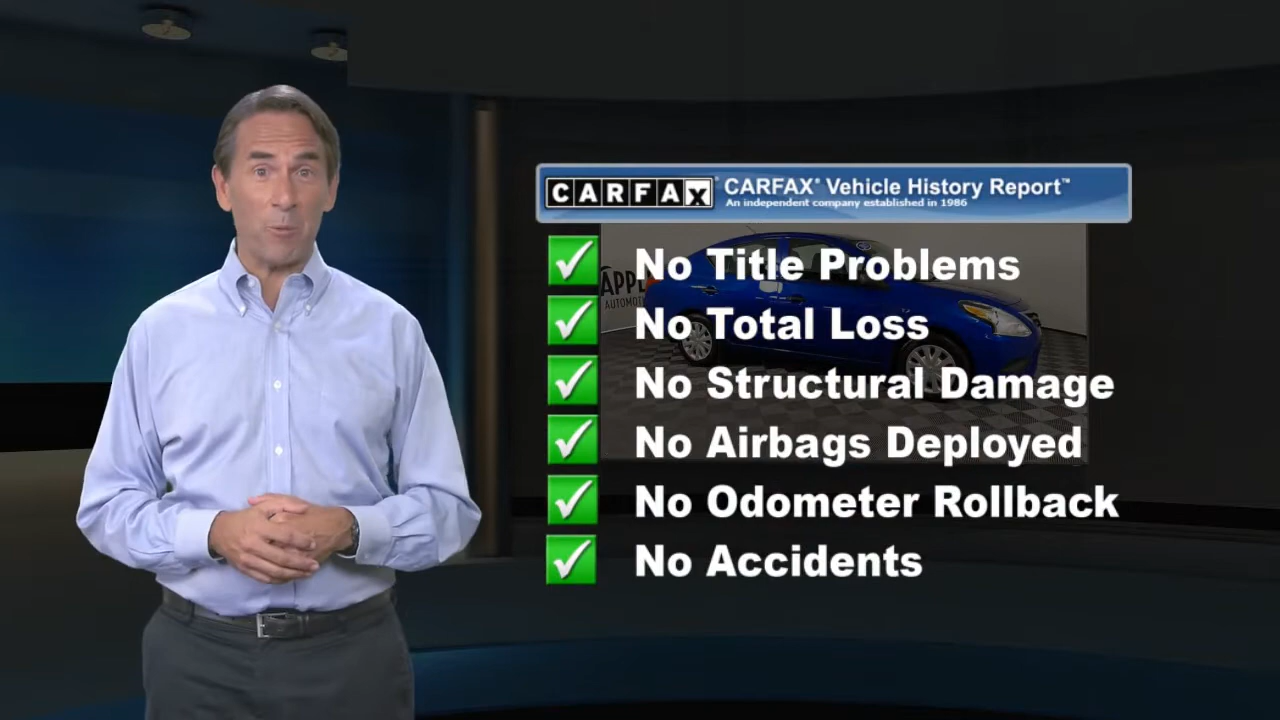 CARFAX
CARFAX® Vehicle History Report™
An independent company established in 1986
No Title Problems
No Total Loss
No Structural Damage
No Airbags Deployed
No Odometer Rollback
No Accidents